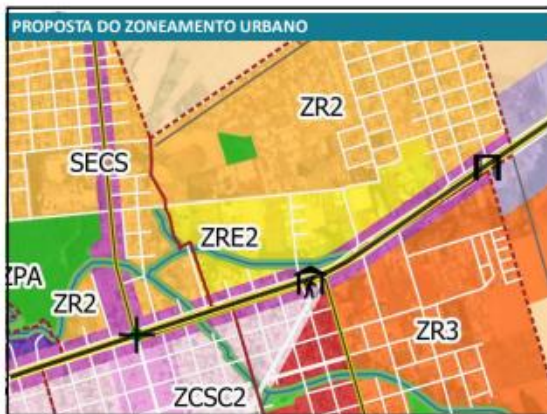 PROPOSTA DO ZONEAMENTO URBANO
ZR2
SECS
ZRE2
ZPA
ZR2
ZR3
ZCSC2